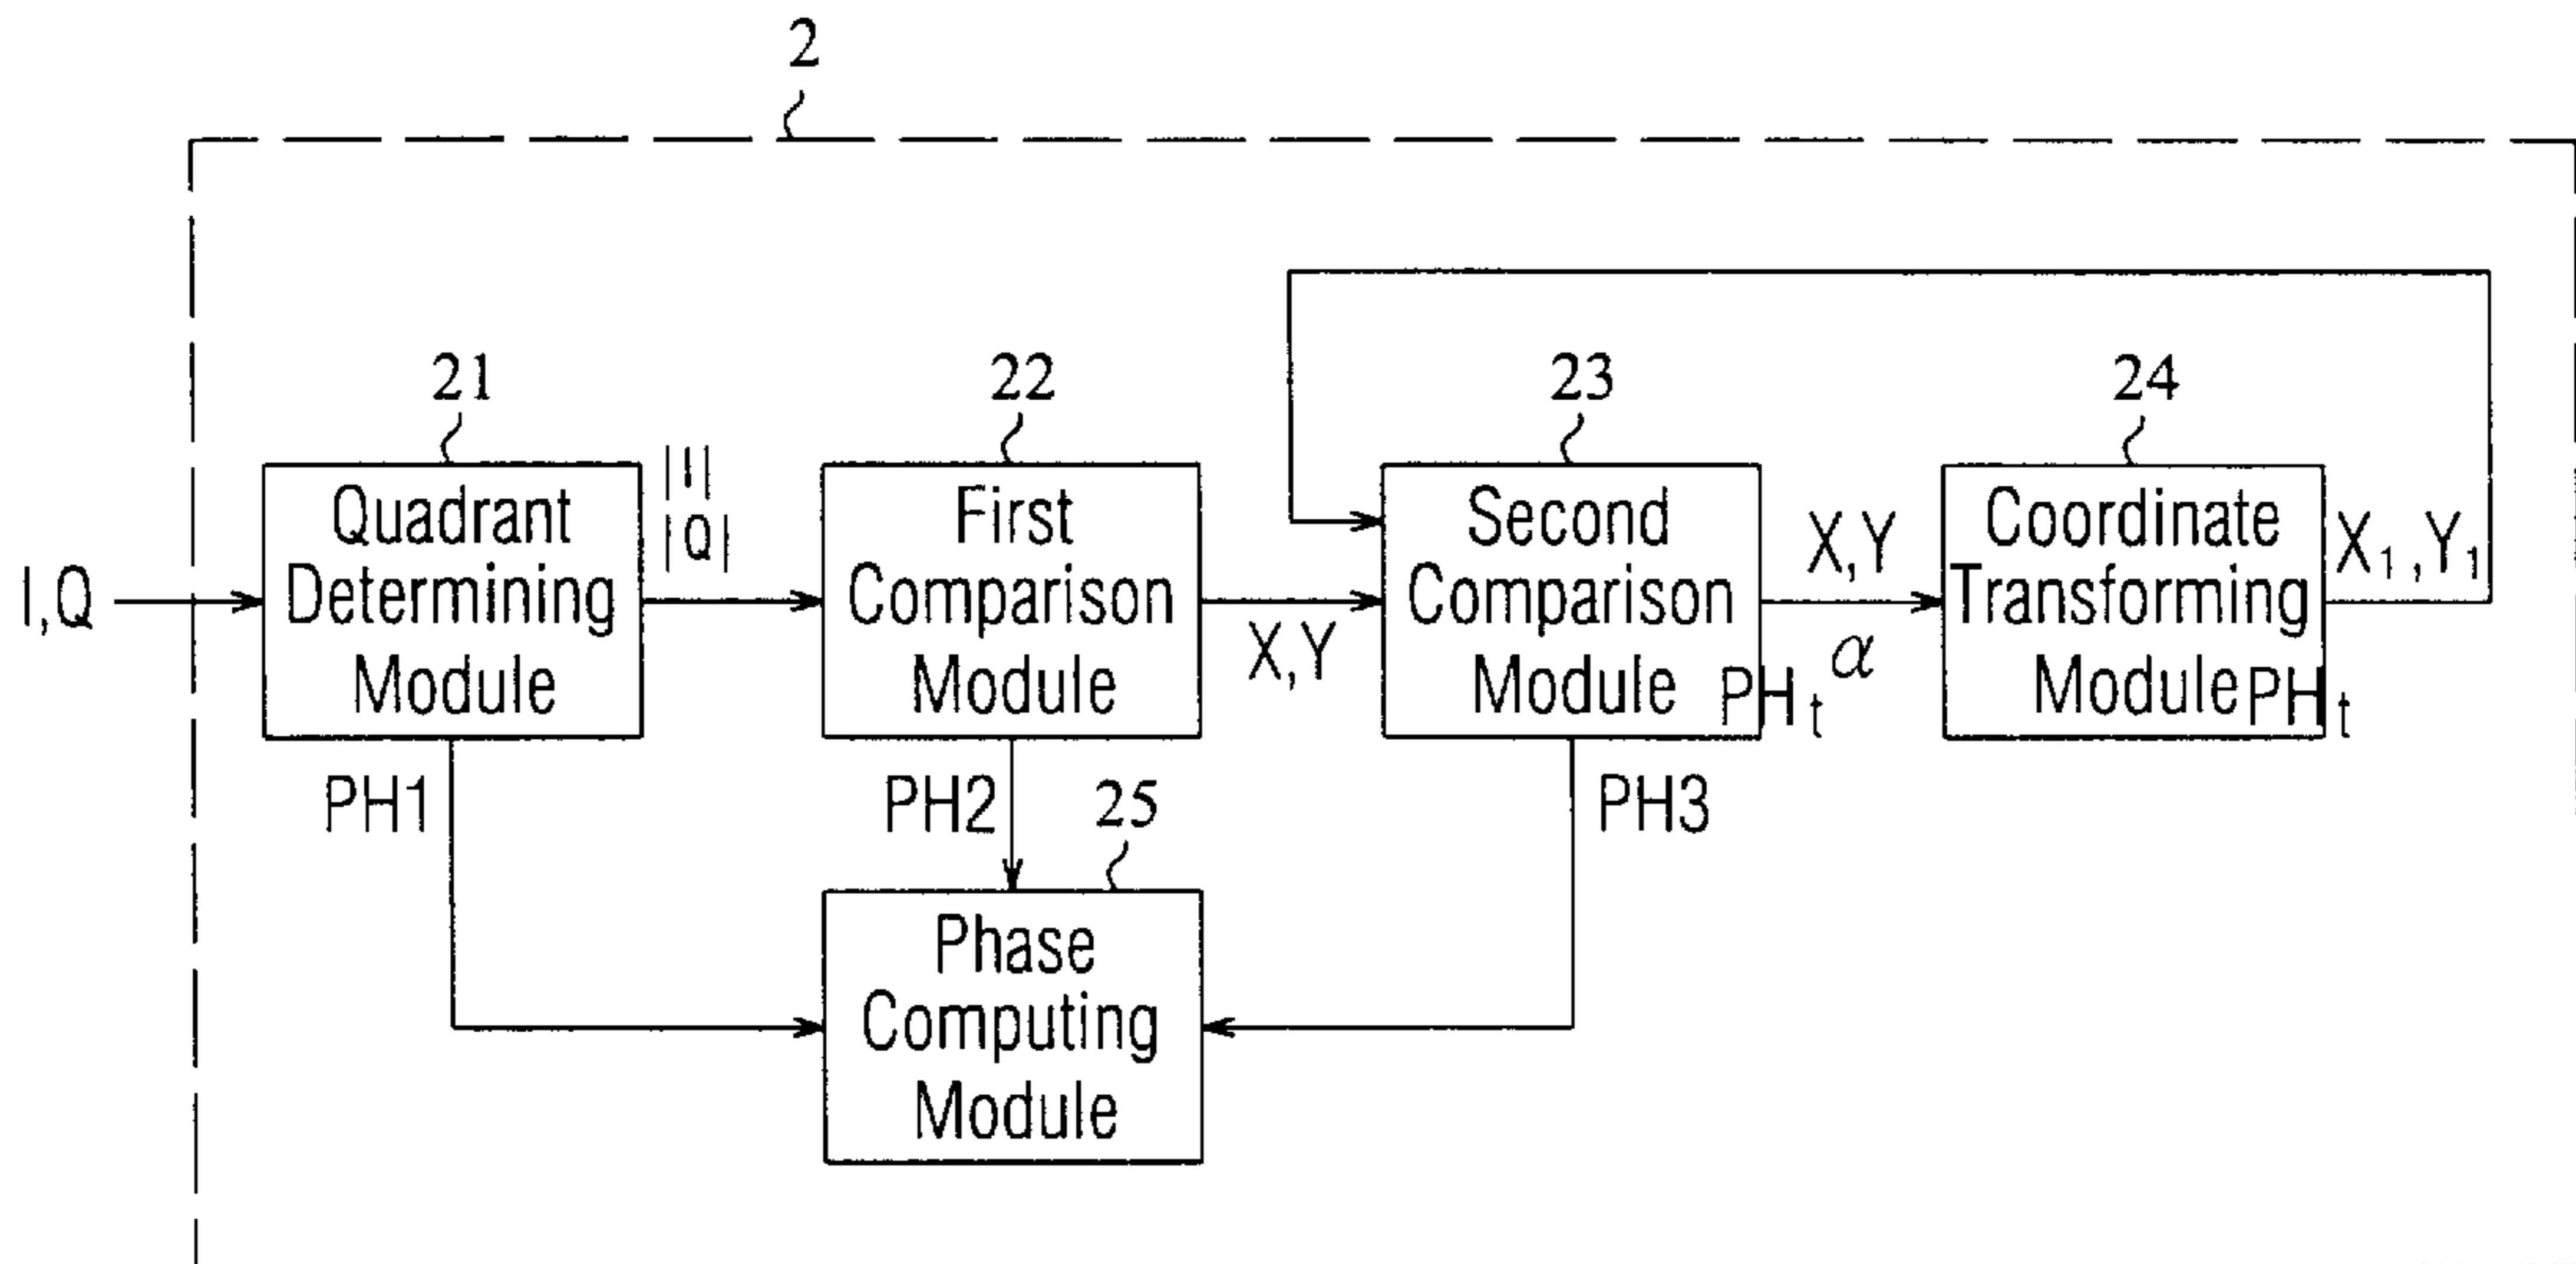 2
21
22
23
24
I,Q
Quadrant
Determining
Module
|I|
|Q|
First
Comparison
Module
X,Y
Second
Comparison
Module
PHt
X,Y
α
Coordinate
Transforming
Module
PHt
X1,Y1
PH1
PH2
25
PH3
Phase
Computing
Module